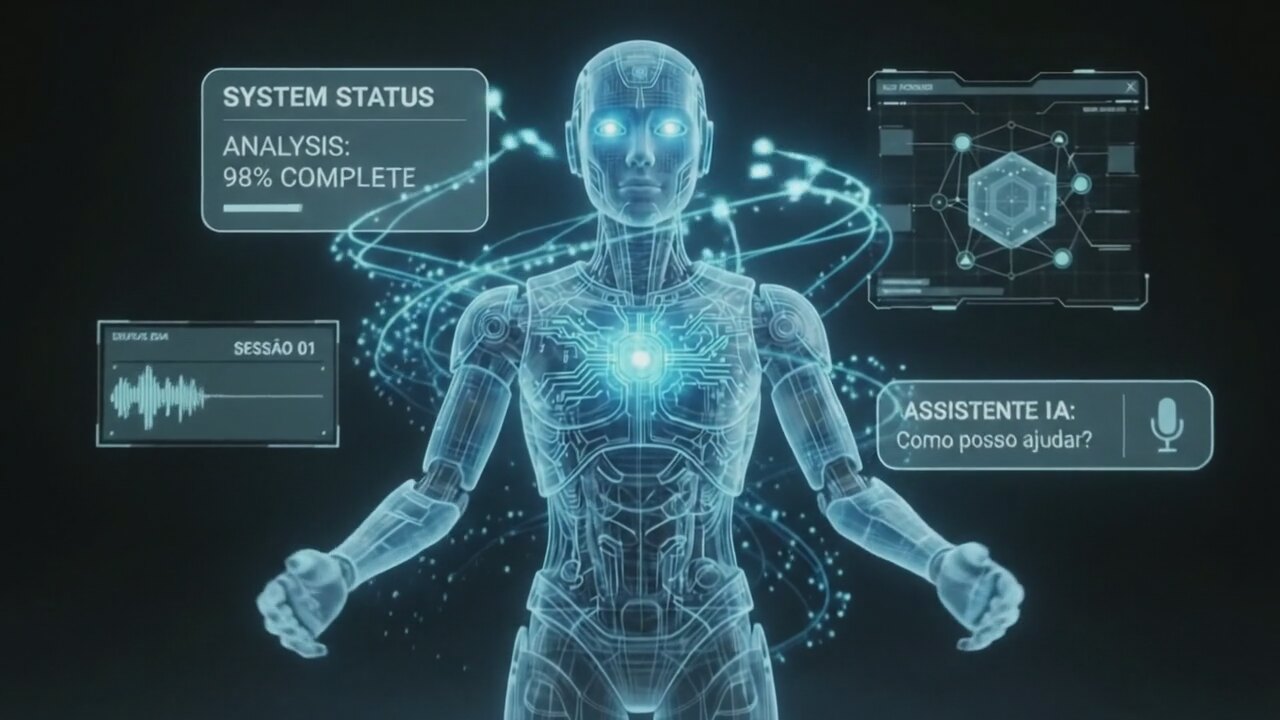 SYSTEM STATUS
ANALYSIS:
98% COMPLETE
SESSÃO 01
ASSISTENTE IA:
Como posso ajudar?